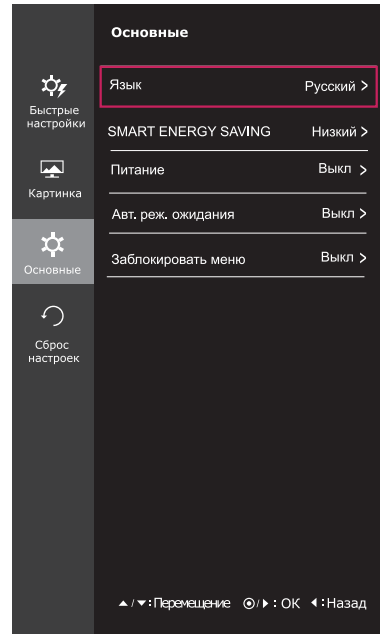 Основные
Быстрые
настройки
Картинка
Основные
Сброс
настроек
Язык Русский >
SMART ENERGY SAVING Низкий >
Питание Выкл >
Авт. реж. ожидания Выкл >
Заблокировать меню Выкл >
▲/▼:Перемещение ⊙/▶: OK ◀:Назад